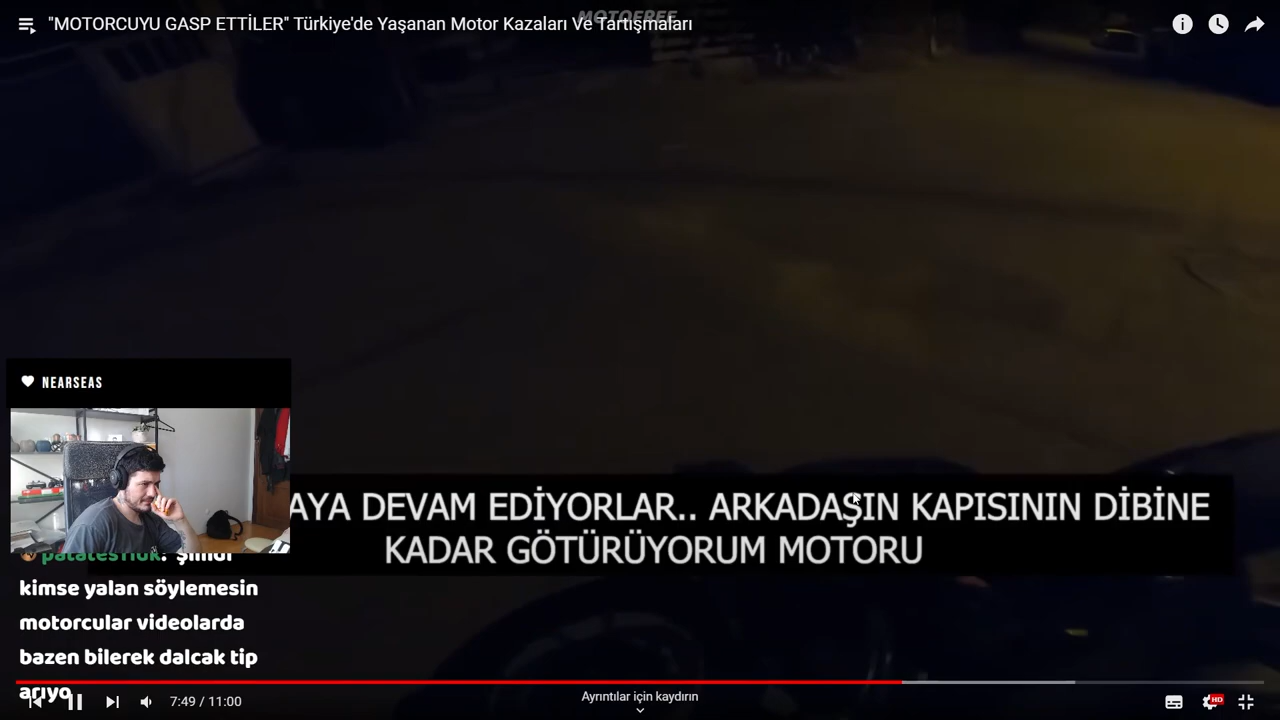 MOTOFREE
"MOTORCUYU GASP ETTİLER" Türkiye'de Yaşanan Motor Kazaları Ve Tartışmaları
NEARSEAS
AYA DEVAM EDİYORLAR.. ARKADAŞIN KAPISININ DİBİNE
KADAR GÖTÜRÜYORUM MOTORU
Şimdi
kimse yalan söylemesin
motorcular videolarda
bazen bilerek dalcak tip
arıyo
7:49 / 11:00
Ayrıntılar için kaydırın
HD